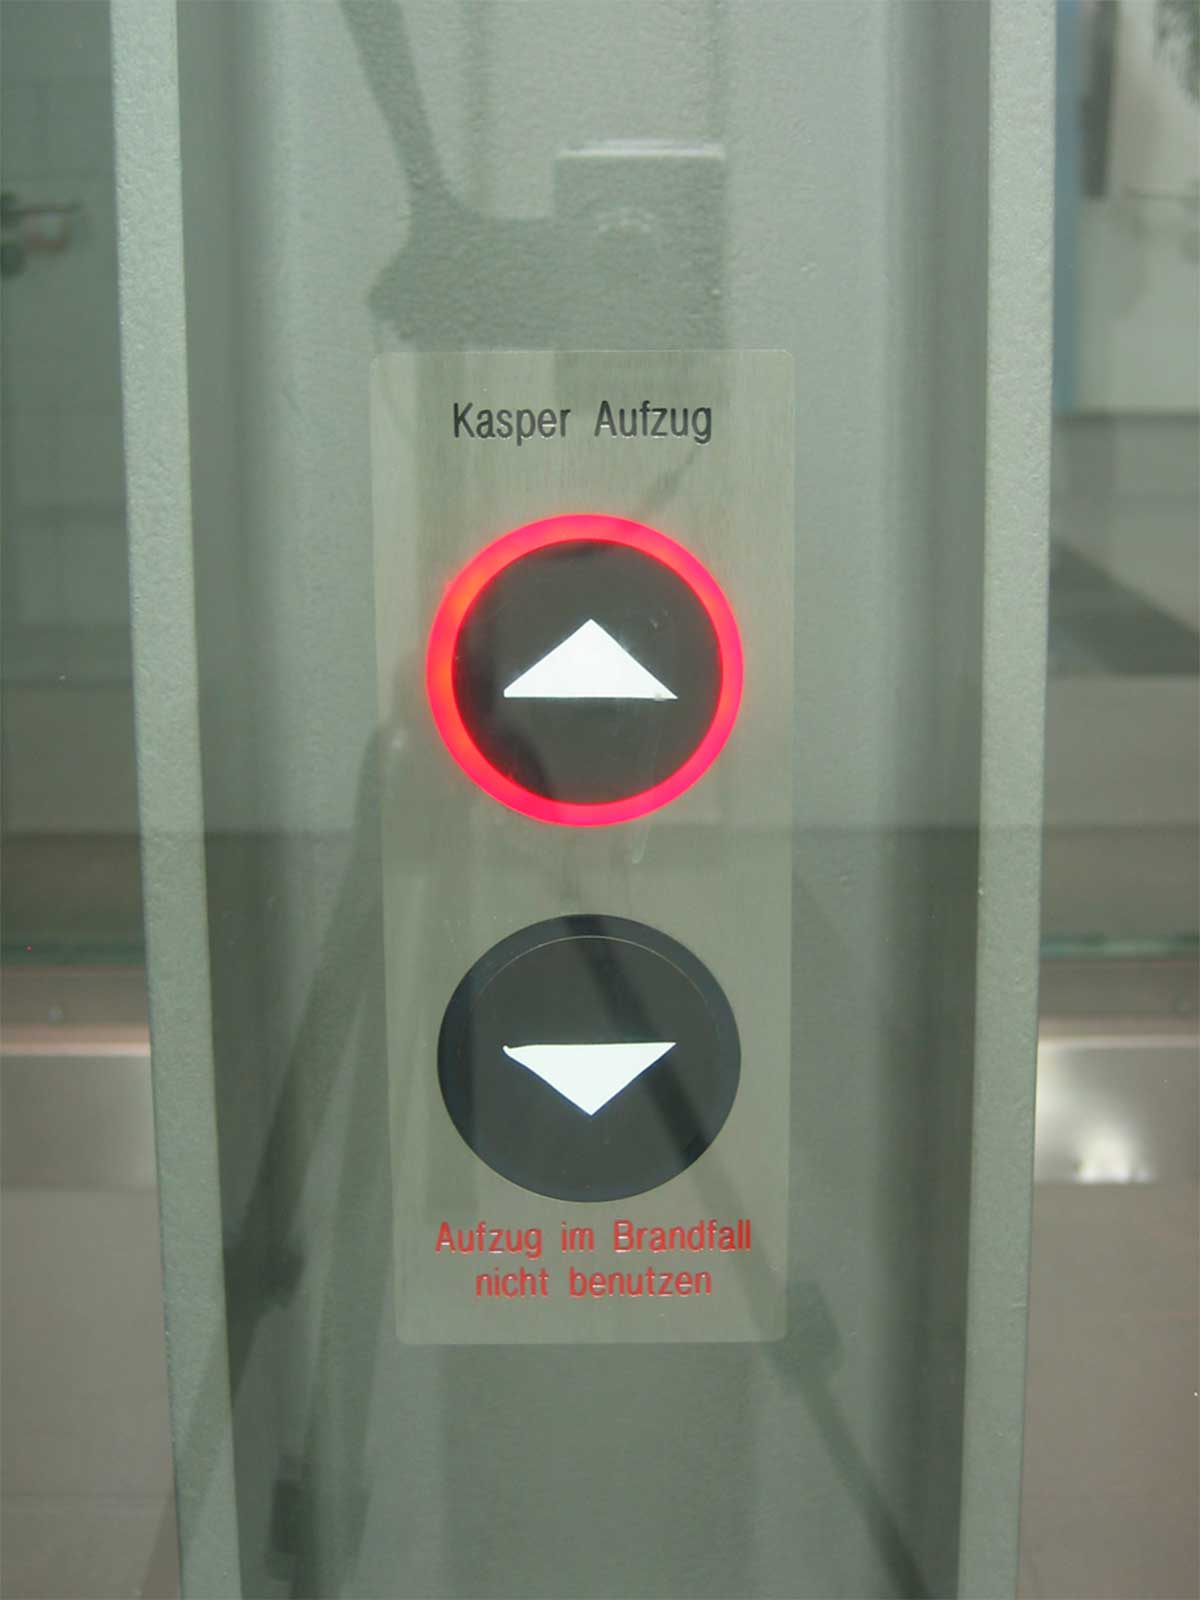 Kasper Aufzug
Aufzug im Brandfall
nicht benutzen